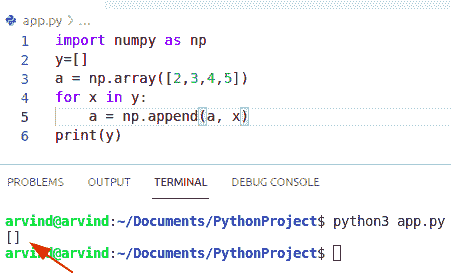 app.py > ...
1 import numpy as np
2 y=[]
3 a = np.array([2,3,4,5])
4 for x in y:
5     a = np.append(a, x)
6 print(y)
PROBLEMS OUTPUT TERMINAL DEBUG CONSOLE
arvind@arvind:~/Documents/PythonProject$ python3 app.py
[]
arvind@arvind:~/Documents/PythonProject$